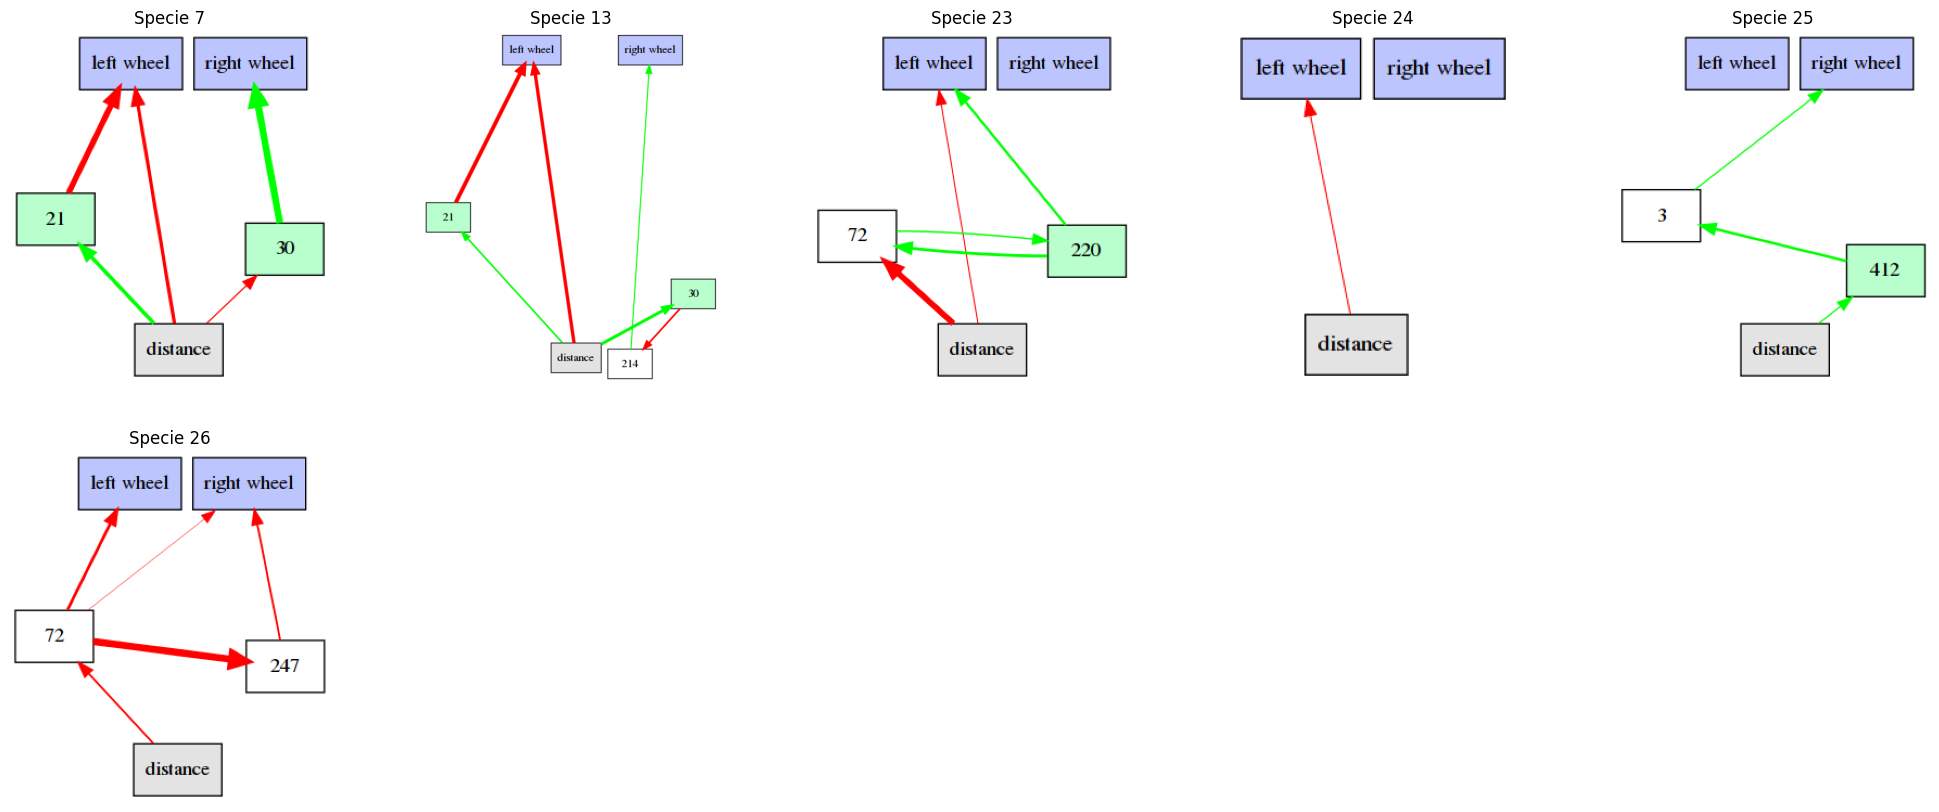 Specie 7
left wheel
right wheel
21
30
distance
Specie 13
left wheel
right wheel
21
30
distance
214
Specie 23
left wheel
right wheel
72
220
distance
Specie 24
left wheel
right wheel
distance
Specie 25
left wheel
right wheel
3
412
distance
Specie 26
left wheel
right wheel
72
247
distance